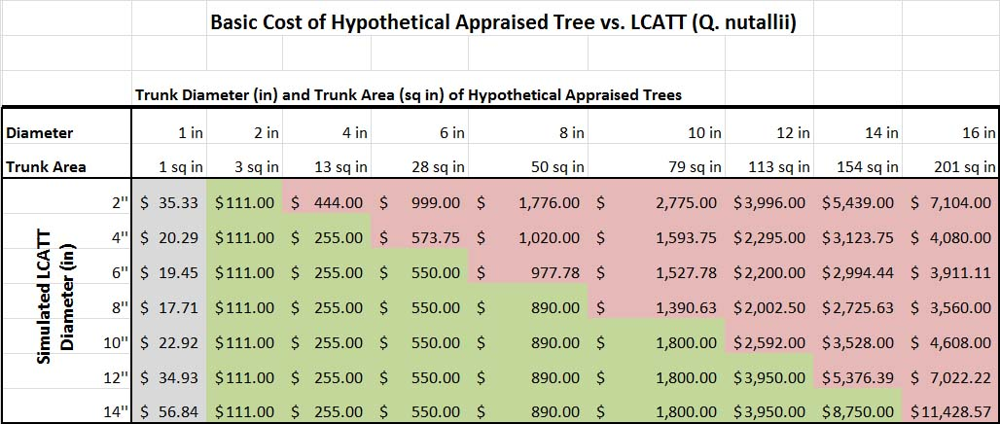 Basic Cost of Hypothetical Appraised Tree vs. LCATT (Q. nutallii)
Trunk Diameter (in) and Trunk Area (sq in) of Hypothetical Appraised Trees
Diameter 1 in 2 in 4 in 6 in 8 in 10 in 12 in 14 in 16 in
Trunk Area 1 sq in 3 sq in 13 sq in 28 sq in 50 sq in 79 sq in 113 sq in 154 sq in 201 sq in
Simulated LCATT
Diameter (in)
2" $ 35.33 $111.00 $ 444.00 $ 999.00 $ 1,776.00 $ 2,775.00 $3,996.00 $5,439.00 $ 7,104.00
4" $ 20.29 $111.00 $ 255.00 $ 573.75 $ 1,020.00 $ 1,593.75 $2,295.00 $3,123.75 $ 4,080.00
6" $ 19.45 $111.00 $ 255.00 $ 550.00 $ 977.78 $ 1,527.78 $2,200.00 $2,994.44 $ 3,911.11
8" $ 17.71 $111.00 $ 255.00 $ 550.00 $ 890.00 $ 1,390.63 $2,002.50 $2,725.63 $ 3,560.00
10" $ 22.92 $111.00 $ 255.00 $ 550.00 $ 890.00 $ 1,800.00 $2,592.00 $3,528.00 $ 4,608.00
12" $ 34.93 $111.00 $ 255.00 $ 550.00 $ 890.00 $ 1,800.00 $3,950.00 $5,376.39 $ 7,022.22
14" $ 56.84 $111.00 $ 255.00 $ 550.00 $ 890.00 $ 1,800.00 $3,950.00 $8,750.00 $11,428.57